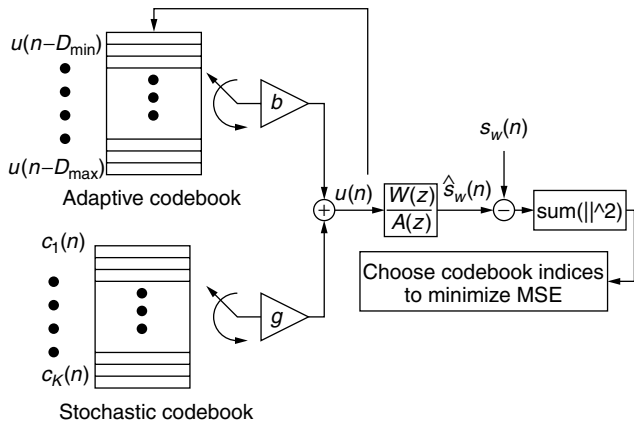 u(n−D_min)
u(n−D_max)
Adaptive codebook
b
u(n)
W(z)
A(z)
ŝ_w(n)
s_w(n)
+
−
sum(||^2)
Choose codebook indices
to minimize MSE
c_1(n)
c_K(n)
g
Stochastic codebook